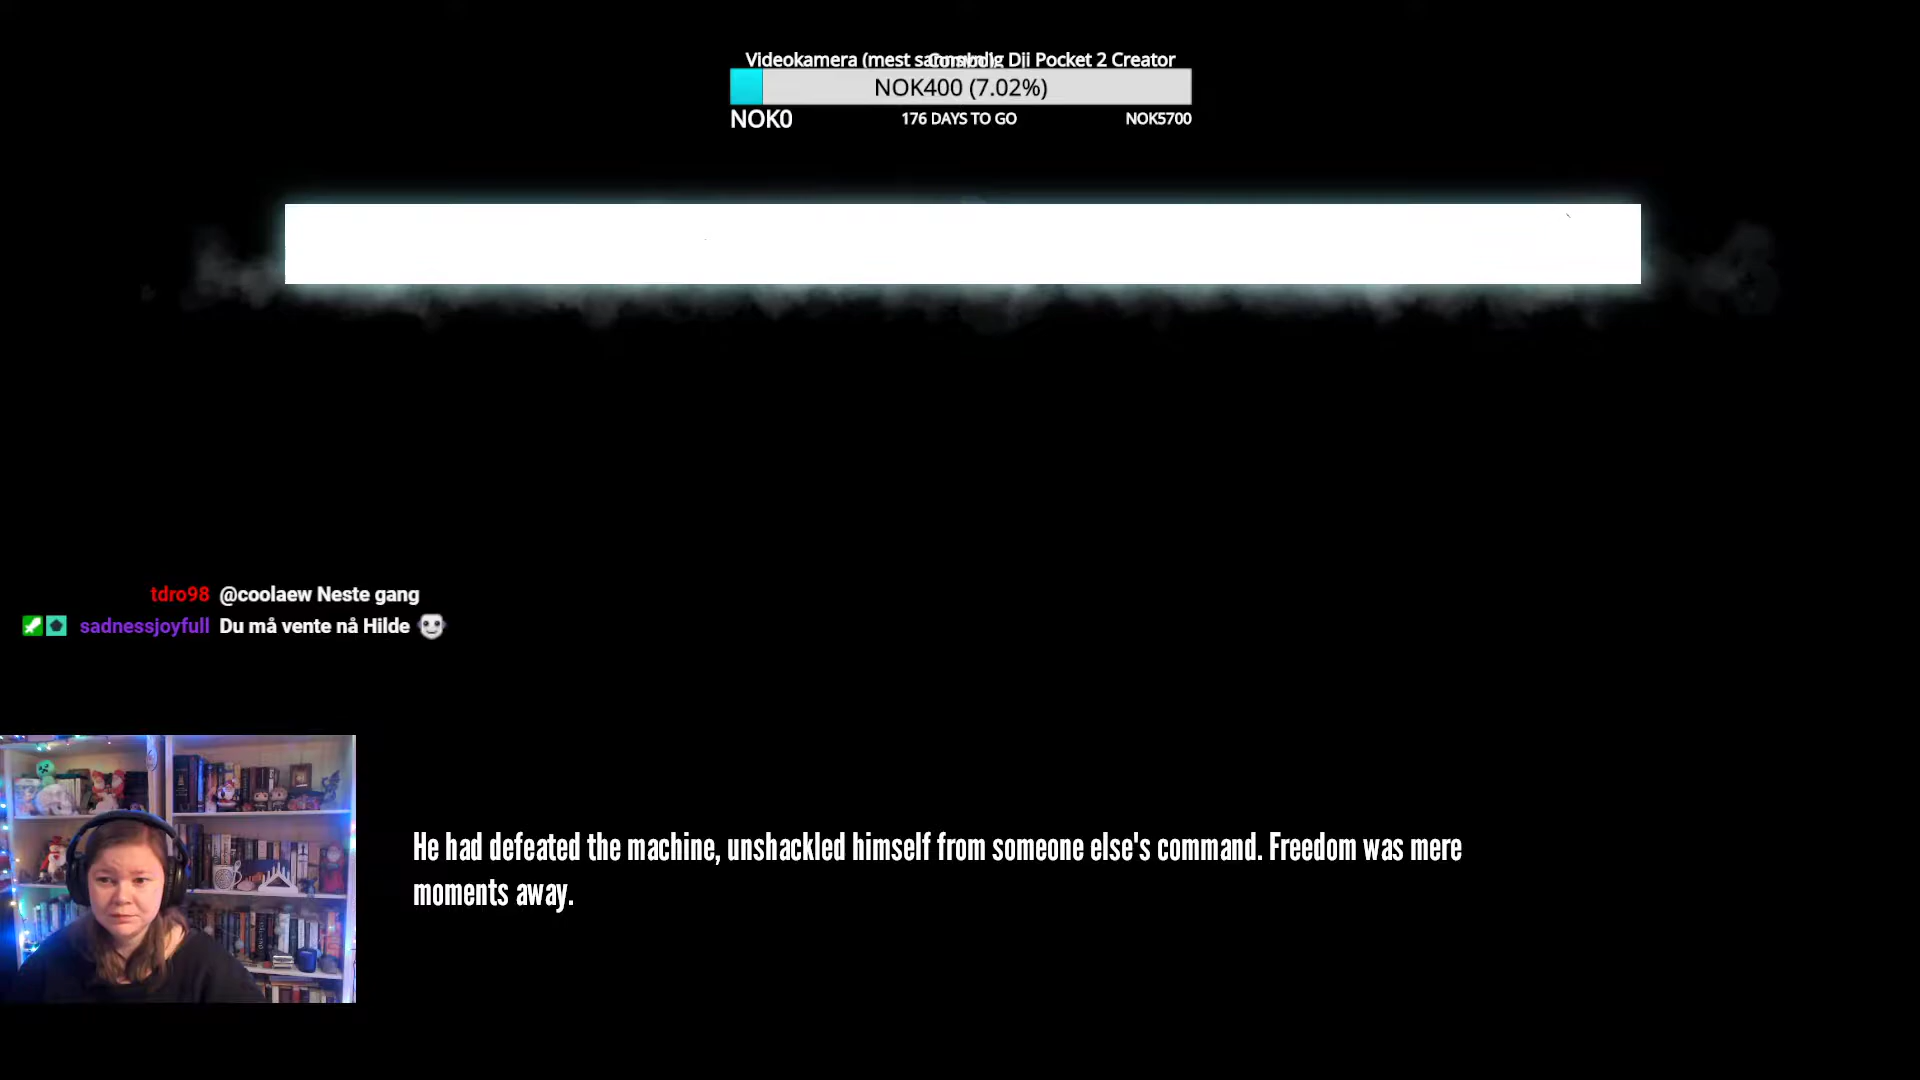 Videokamera (mest sannsynlig Dji Pocket 2 Creator
Combo):
NOK400 (7.02%)
NOK0 176 DAYS TO GO NOK5700
tdro98 @coolaew Neste gang
sadnessjoyfull Du må vente nå Hilde
He had defeated the machine, unshackled himself from someone else's command. Freedom was mere
moments away.